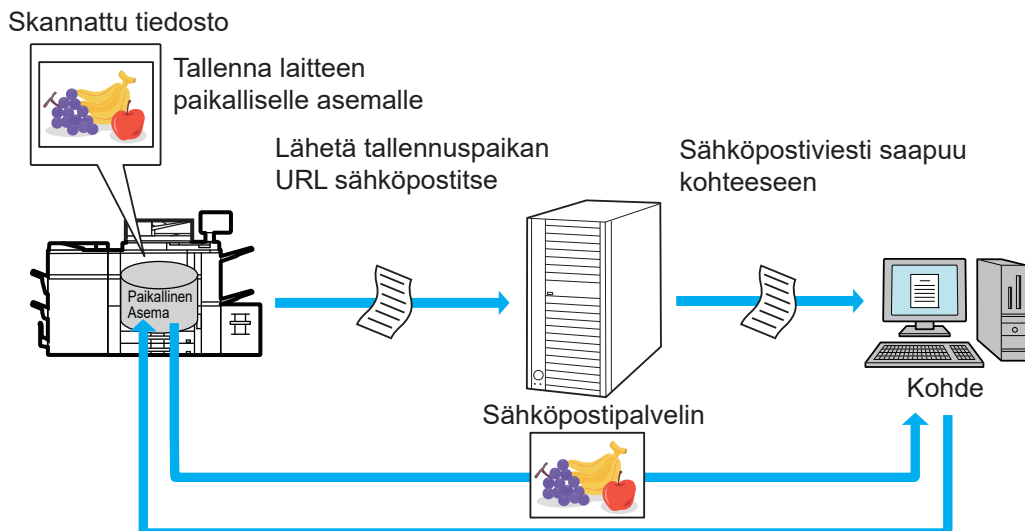 Skannattu tiedosto
Tallenna laitteen
paikalliselle asemalle
Lähetä tallennuspaikan
URL sähköpostitse
Sähköpostiviesti saapuu
kohteeseen
Paikallinen
Asema
Kohde
Sähköpostipalvelin